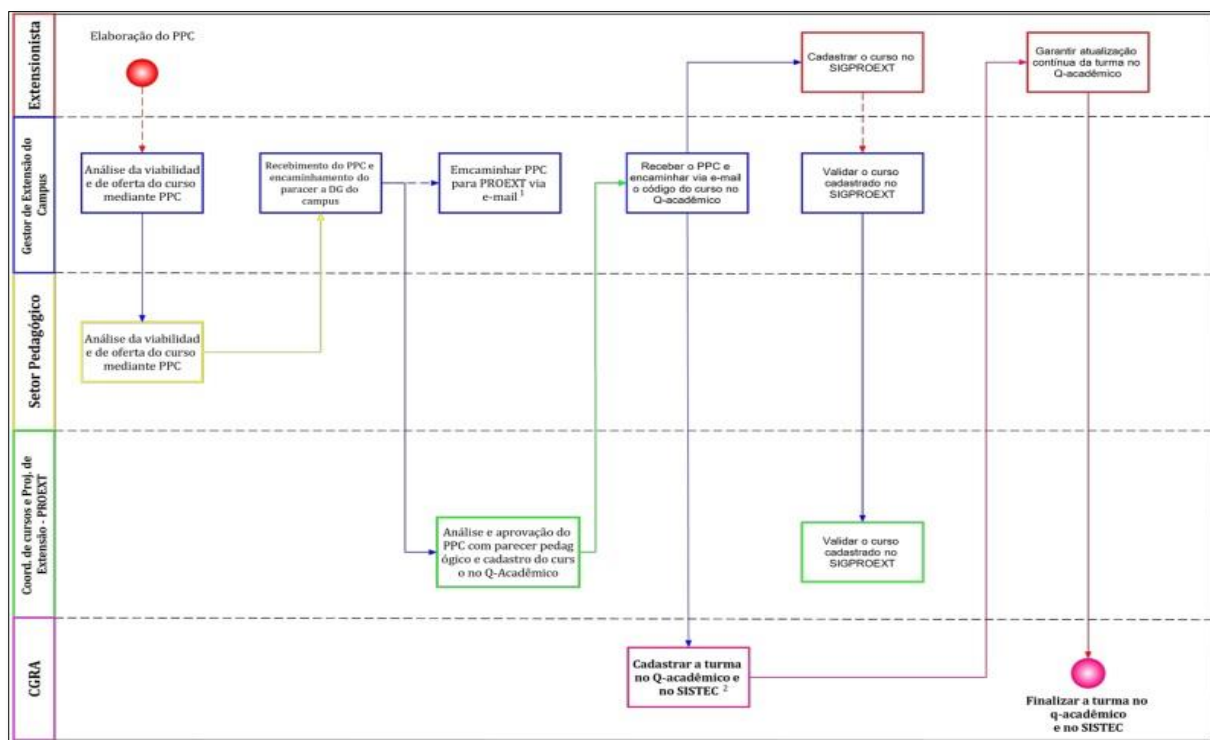 Extensionista
Elaboração do PPC
Cadastrar o curso no
SIGPROEXT
Garantir atualização
contínua da turma no
Q-acadêmico
Gestor de Extensão do
Campus
Análise da viabilidad
e de oferta do curso
mediante PPC
Recebimento do PPC e
encaminhamento do
paracer a DG do
campus
Emcaminhar PPC
para PROEXT via
e-mail 1
Receber o PPC e
encaminhar via e-mail
o código do curso no
Q-acadêmico
Validar o curso
cadastrado no
SIGPROEXT
Setor Pedagógico
Análise da viabilidad
e de oferta do curso
mediante PPC
Coord. de cursos e Proj. de
Extensão - PROEXT
Análise e aprovação do
PPC com parecer pedag
ógico e cadastro do curs
o no Q-Acadêmico
Validar o curso
cadastrado no
SIGPROEXT
CGRA
Cadastrar a turma
no Q-acadêmico e
no SISTEC 2
Finalizar a turma no
q-acadêmico
e no SISTEC